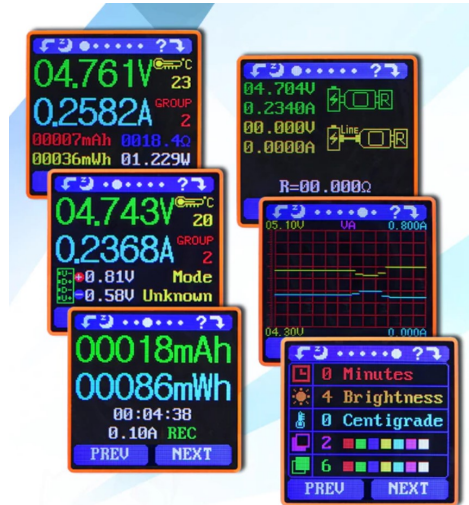 04.761V °C
23
0.2582A GROUP
2
00007mAh 0018.4Ω
00036mWh 01.229W
04.743V °C
20
0.2368A GROUP
2
U-
D-
D+
U+
+0.81V Mode
-0.58V Unknown
00018mAh
00086mWh
00:04:38
0.10A REC
PREV NEXT
04.704V
0.2340A R
00.000V Line
0.0000A R
R=00.000Ω
05.10V VA 0.800A
04.30V 0.000A
0 Minutes
4 Brightness
0 Centigrade
2
6
PREV NEXT